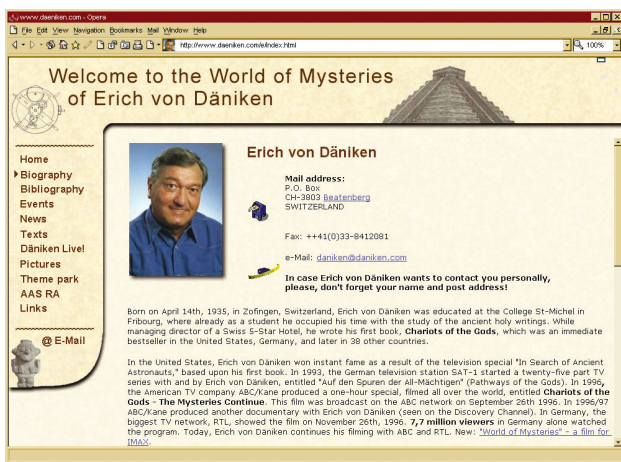 www.daeniken.com - Opera
File Edit View Navigation Bookmarks Mail Window Help
http://www.daeniken.com/e/index.html
100%
Welcome to the World of Mysteries
of Erich von Däniken
Home
Biography
Bibliography
Events
News
Texts
Däniken Live!
Pictures
Theme park
AAS RA
Links
@ E-Mail
Erich von Däniken
Mail address:
P.O. Box
CH-3803 Beatenberg
SWITZERLAND
Fax: ++41(0)33-8412081
e-Mail: daniken@daniken.com
In case Erich von Däniken wants to contact you personally,
please, don't forget your name and post address!
Born on April 14th, 1935, in Zofingen, Switzerland, Erich von Däniken was educated at the College St-Michel in
Fribourg, where already as a student he occupied his time with the study of the ancient holy writings. While
managing director of a Swiss 5-Star Hotel, he wrote his first book, Chariots of the Gods, which was an immediate
bestseller in the United States, Germany, and later in 38 other countries.
In the United States, Erich von Däniken won instant fame as a result of the television special "In Search of Ancient
Astronauts," based upon his first book. In 1993, the German television station SAT-1 started a twenty-five part TV
series with and by Erich von Däniken, entitled "Auf den Spuren der All-Mächtigen" (Pathways of the Gods). In 1996,
the American TV company ABC/Kane produced a one-hour special, filmed all over the world, entitled Chariots of the
Gods - The Mysteries Continue. This film was broadcast on the ABC network on September 26th 1996. In 1996/97
ABC/Kane produced another documentary with Erich von Däniken (seen on the Discovery Channel). In Germany, the
biggest TV network, RTL, showed the film on November 26th, 1996. 7,7 million viewers in Germany alone watched
the program. Today, Erich von Däniken continues his filming with ABC and RTL. New: "World of Mysteries" - a film for
IMAX.